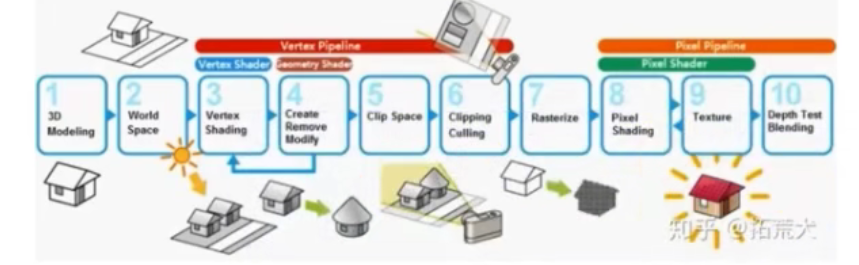 Vertex Pipeline
Pixel Pipeline
Vertex Shader
Geometry Shader
Pixel Shader
1
3D
Modeling
2
World
Space
3
Vertex
Shading
4
Create
Remove
Modify
5
Clip Space
6
Clipping
Culling
7
Rasterize
8
Pixel
Shading
9
Texture
10
Depth Test
Blending
知乎 @拓荒犬